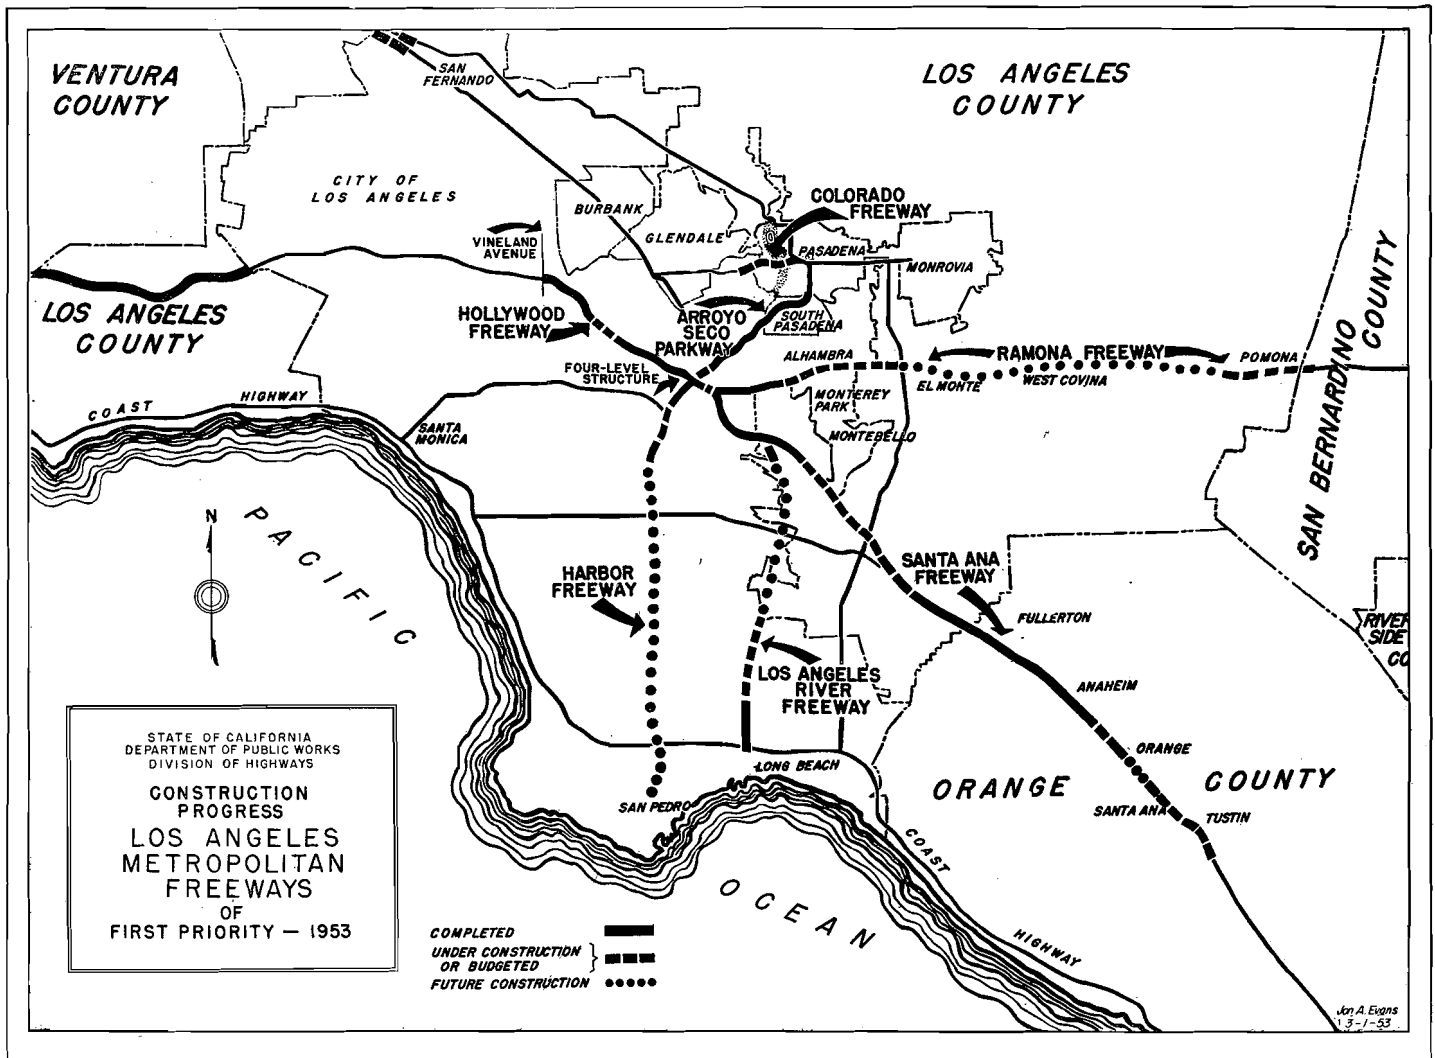 VENTURA
COUNTY
LOS ANGELES
COUNTY
SAN
FERNANDO
CITY OF
LOS ANGELES
BURBANK
GLENDALE
COLORADO
FREEWAY
PASADENA
MONROVIA
VINELAND
AVENUE
LOS ANGELES
COUNTY
HOLLYWOOD
FREEWAY
ARROYO
SECO
PARKWAY
SOUTH
PASADENA
FOUR-LEVEL
STRUCTURE
ALHAMBRA
RAMONA FREEWAY
POMONA
EL MONTE
WEST COVINA
MONTEREY
PARK
MONTEBELLO
SAN BERNARDINO
COUNTY
COAST
HIGHWAY
SANTA
MONICA
N
PACIFIC
HARBOR
FREEWAY
SANTA ANA
FREEWAY
FULLERTON
RIVER
SIDE
CO
LOS ANGELES
RIVER
FREEWAY
ANAHEIM
ORANGE
LONG BEACH
SAN PEDRO
ORANGE COUNTY
SANTA ANA
TUSTIN
STATE OF CALIFORNIA
DEPARTMENT OF PUBLIC WORKS
DIVISION OF HIGHWAYS
CONSTRUCTION
PROGRESS
LOS ANGELES
METROPOLITAN
FREEWAYS
OF
FIRST PRIORITY — 1953
OCEAN
COAST
HIGHWAY
COMPLETED
UNDER CONSTRUCTION
OR BUDGETED
FUTURE CONSTRUCTION
Jon A. Evans
3-1-53